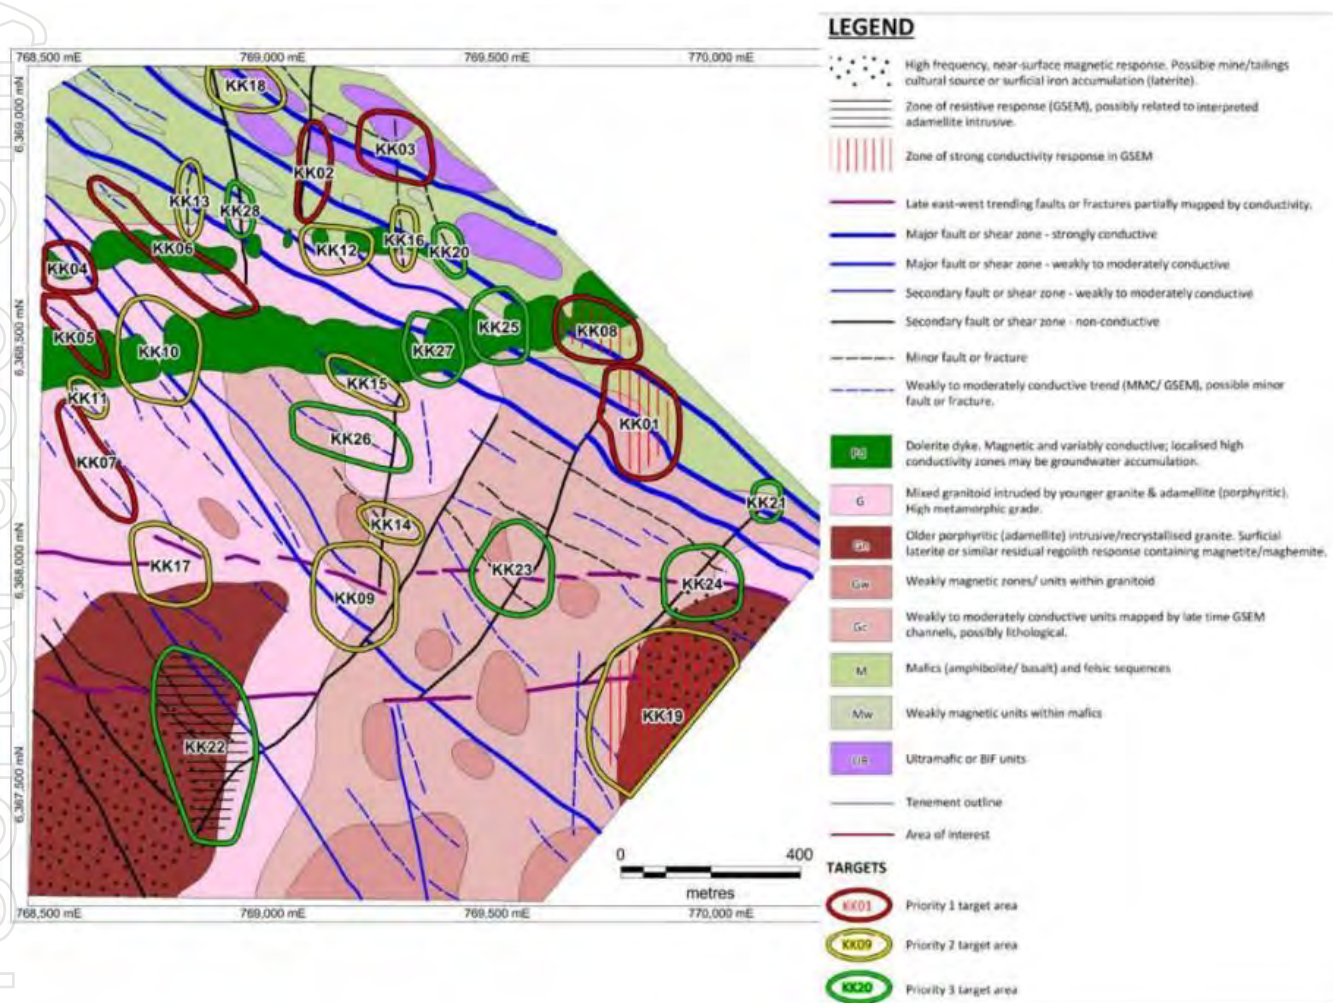 LEGEND
768,500 mE 769,000 mE 769,500 mE 770,000 mE
High frequency, near-surface magnetic response. Possible mine/tailings
cultural source or surficial iron accumulation (laterite).
Zone of resistive response (GSEM), possibly related to interpreted
adamellite intrusive.
Zone of strong conductivity response in GSEM
Late east-west trending faults or fractures partially mapped by conductivity.
Major fault or shear zone - strongly conductive
Major fault or shear zone - weakly to moderately conductive
Secondary fault or shear zone - weakly to moderately conductive
Secondary fault or shear zone - non-conductive
Minor fault or fracture
Weakly to moderately conductive trend (MMC/ GSEM), possible minor
fault or fracture.
Pd
Dolerite dyke. Magnetic and variably conductive; localised high
conductivity zones may be groundwater accumulation.
G
Mixed granitoid intruded by younger granite & adamellite (porphyritic).
High metamorphic grade.
Older porphyritic (adamellite) intrusive/recrystallised granite. Surficial
laterite or similar residual regolith response containing magnetite/maghemite.
Gw
Weakly magnetic zones/ units within granitoid
Gc
Weakly to moderately conductive units mapped by late time GSEM
channels, possibly lithological.
M
Mafics (amphibolite/ basalt) and felsic sequences
Mw
Weakly magnetic units within mafics
Ultramafic or BIF units
Tenement outline
Area of interest
TARGETS
KK01
Priority 1 target area
KK09
Priority 2 target area
KK20
Priority 3 target area
6,369,000 mN
6,368,500 mN
6,368,000 mN
6,367,500 mN
KK18
KK03
KK02
KK13
KK28
KK06
KK12
KK16
KK20
KK04
KK05
KK10
KK27
KK25
KK08
KK15
KK11
KK26
KK01
KK07
KK14
KK21
KK17
KK09
KK23
KK24
KK22
KK19
0 400
metres
768,500 mE 769,000 mE 769,500 mE 770,000 mE